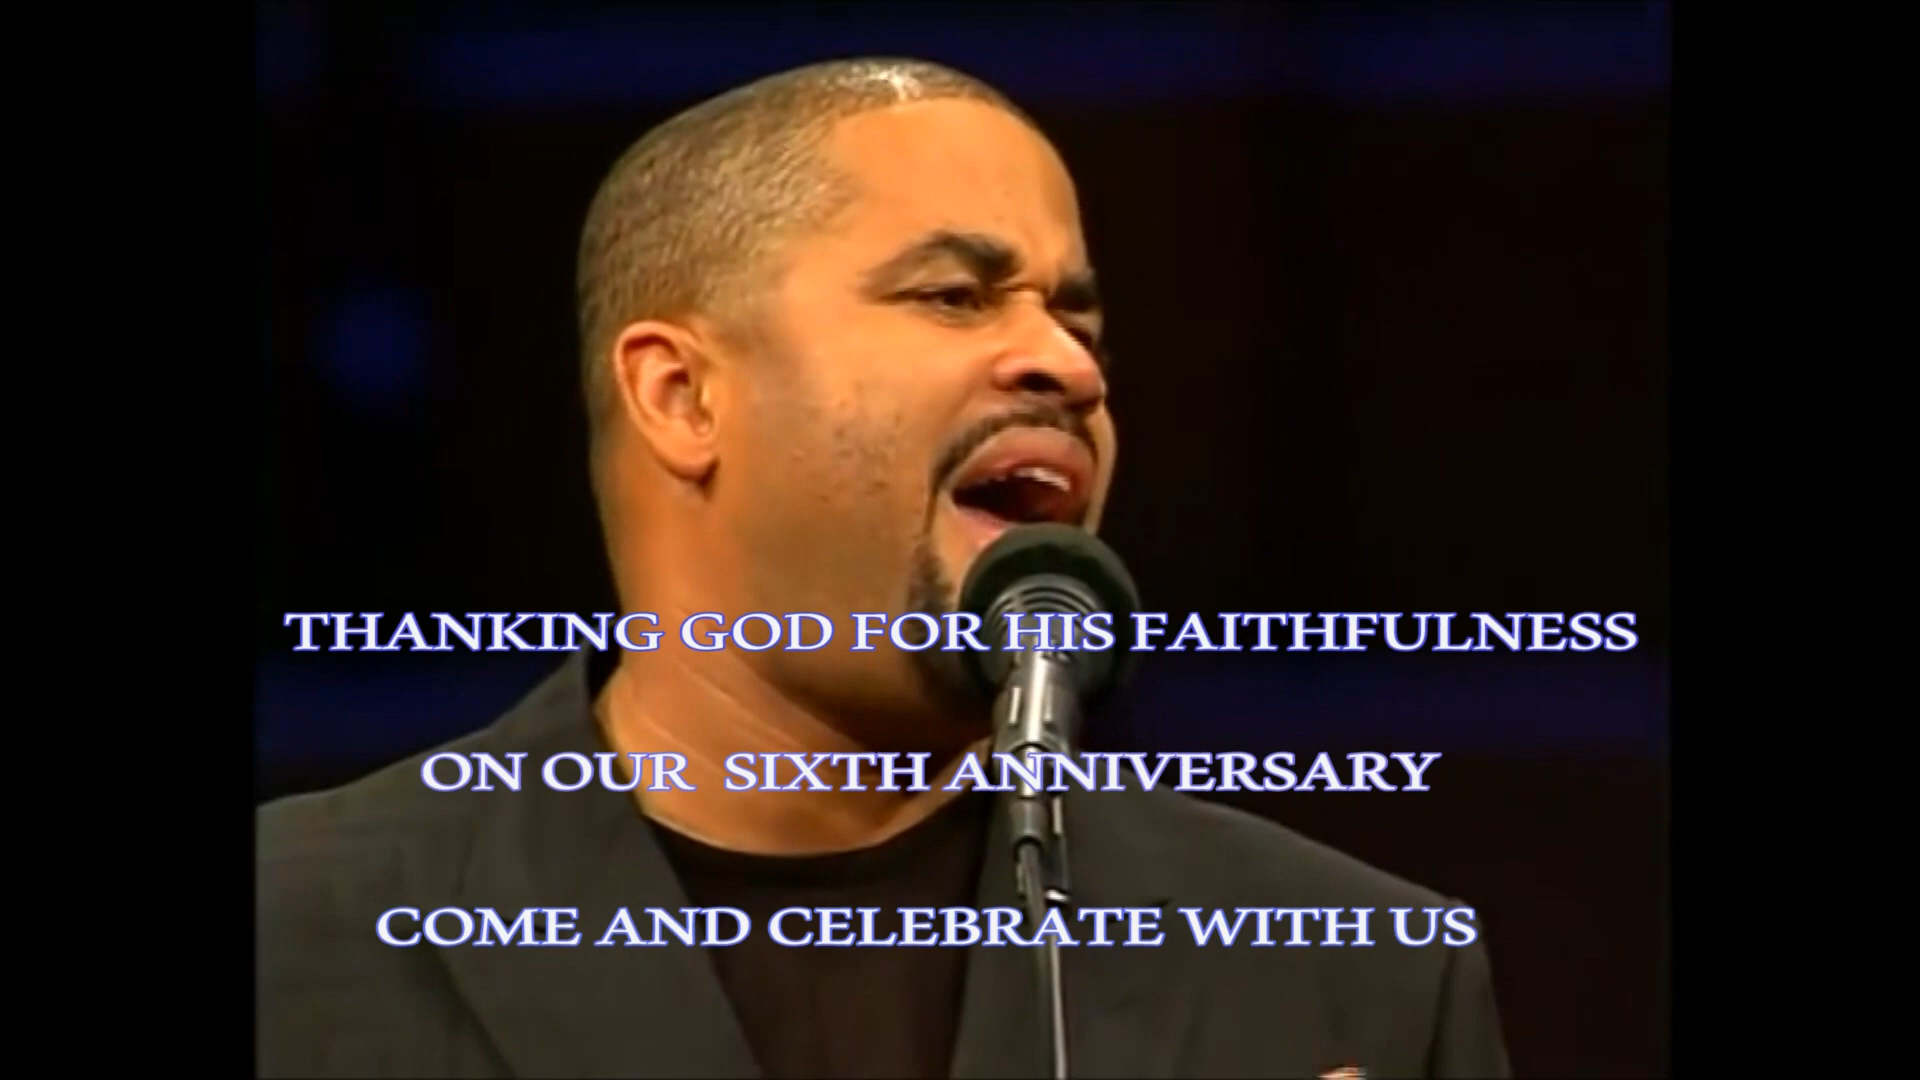 THANKING GOD FOR HIS FAITHFULNESS
ON OUR SIXTH ANNIVERSARY
COME AND CELEBRATE WITH US